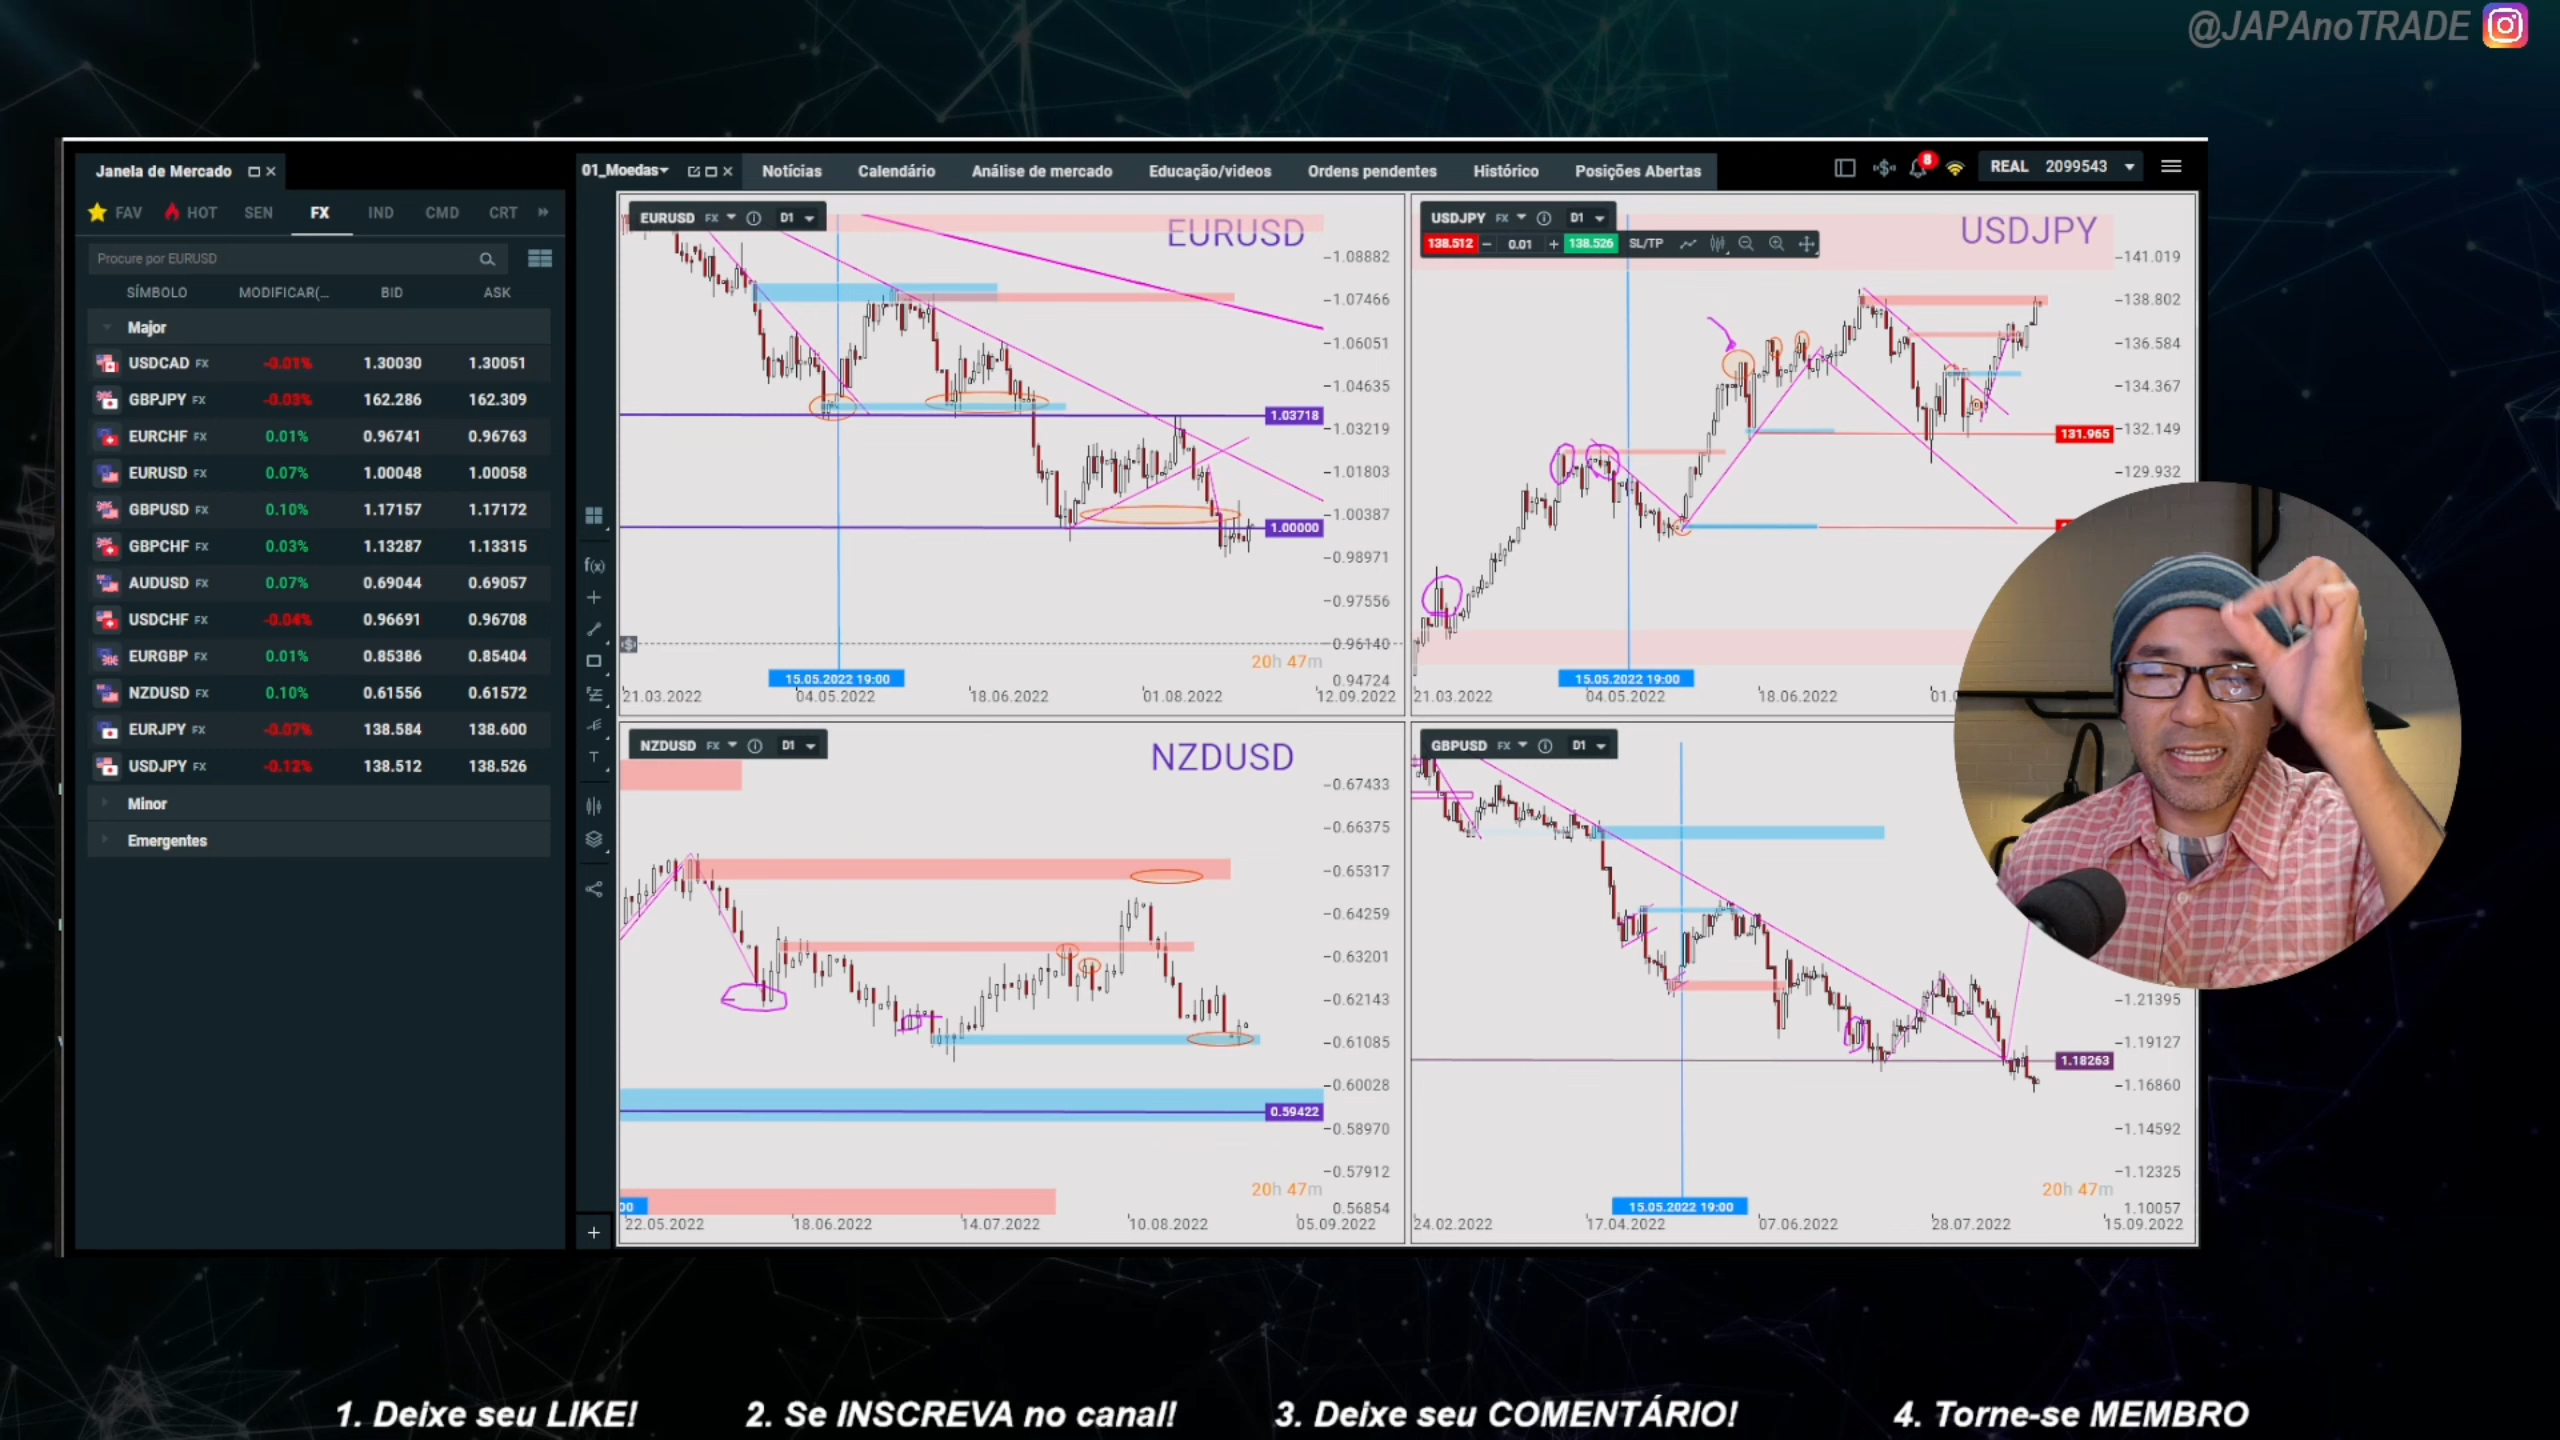 @JAPAnoTRADE
Janela de Mercado
FAV HOT SEN FX IND CMD CRT
Procure por EURUSD
SÍMBOLO MODIFICAR(... BID ASK
Major
USDCAD FX -0.01% 1.30030 1.30051
GBPJPY FX -0.03% 162.286 162.309
EURCHF FX 0.01% 0.96741 0.96763
EURUSD FX 0.07% 1.00048 1.00058
GBPUSD FX 0.10% 1.17157 1.17172
GBPCHF FX 0.03% 1.13287 1.13315
AUDUSD FX 0.07% 0.69044 0.69057
USDCHF FX -0.04% 0.96691 0.96708
EURGBP FX 0.01% 0.85386 0.85404
NZDUSD FX 0.10% 0.61556 0.61572
EURJPY FX -0.07% 138.584 138.600
USDJPY FX -0.12% 138.512 138.526
Minor
Emergentes
01_Moedas Notícias Calendário Análise de mercado Educação/videos Ordens pendentes Histórico Posições Abertas
8 REAL 2099543
f(x)
T
EURUSD FX D1
EURUSD
1.08882
1.07466
1.06051
1.04635
1.03718
1.03219
1.01803
1.00387
1.00000
0.98971
0.97556
0.96140
20h 47m
0.94724
15.05.2022 19:00
21.03.2022 04.05.2022 18.06.2022 01.08.2022 12.09.2022
USDJPY FX D1
138.512 0.01 138.526 SL/TP
USDJPY
141.019
138.802
136.584
134.367
132.149
131.965
129.932
15.05.2022 19:00
21.03.2022 04.05.2022 18.06.2022
NZDUSD FX D1
NZDUSD
0.67433
0.66375
0.65317
0.64259
0.63201
0.62143
0.61085
0.60028
0.59422
0.58970
0.57912
20h 47m
0.56854
00
22.05.2022 18.06.2022 14.07.2022 10.08.2022 05.09.2022
GBPUSD FX D1
1.21395
1.19127
1.18263
1.16860
1.14592
1.12325
20h 47m
1.10057
15.05.2022 19:00
24.02.2022 17.04.2022 07.06.2022 28.07.2022 15.09.2022
1. Deixe seu LIKE! 2. Se INSCREVA no canal! 3. Deixe seu COMENTÁRIO! 4. Torne-se MEMBRO